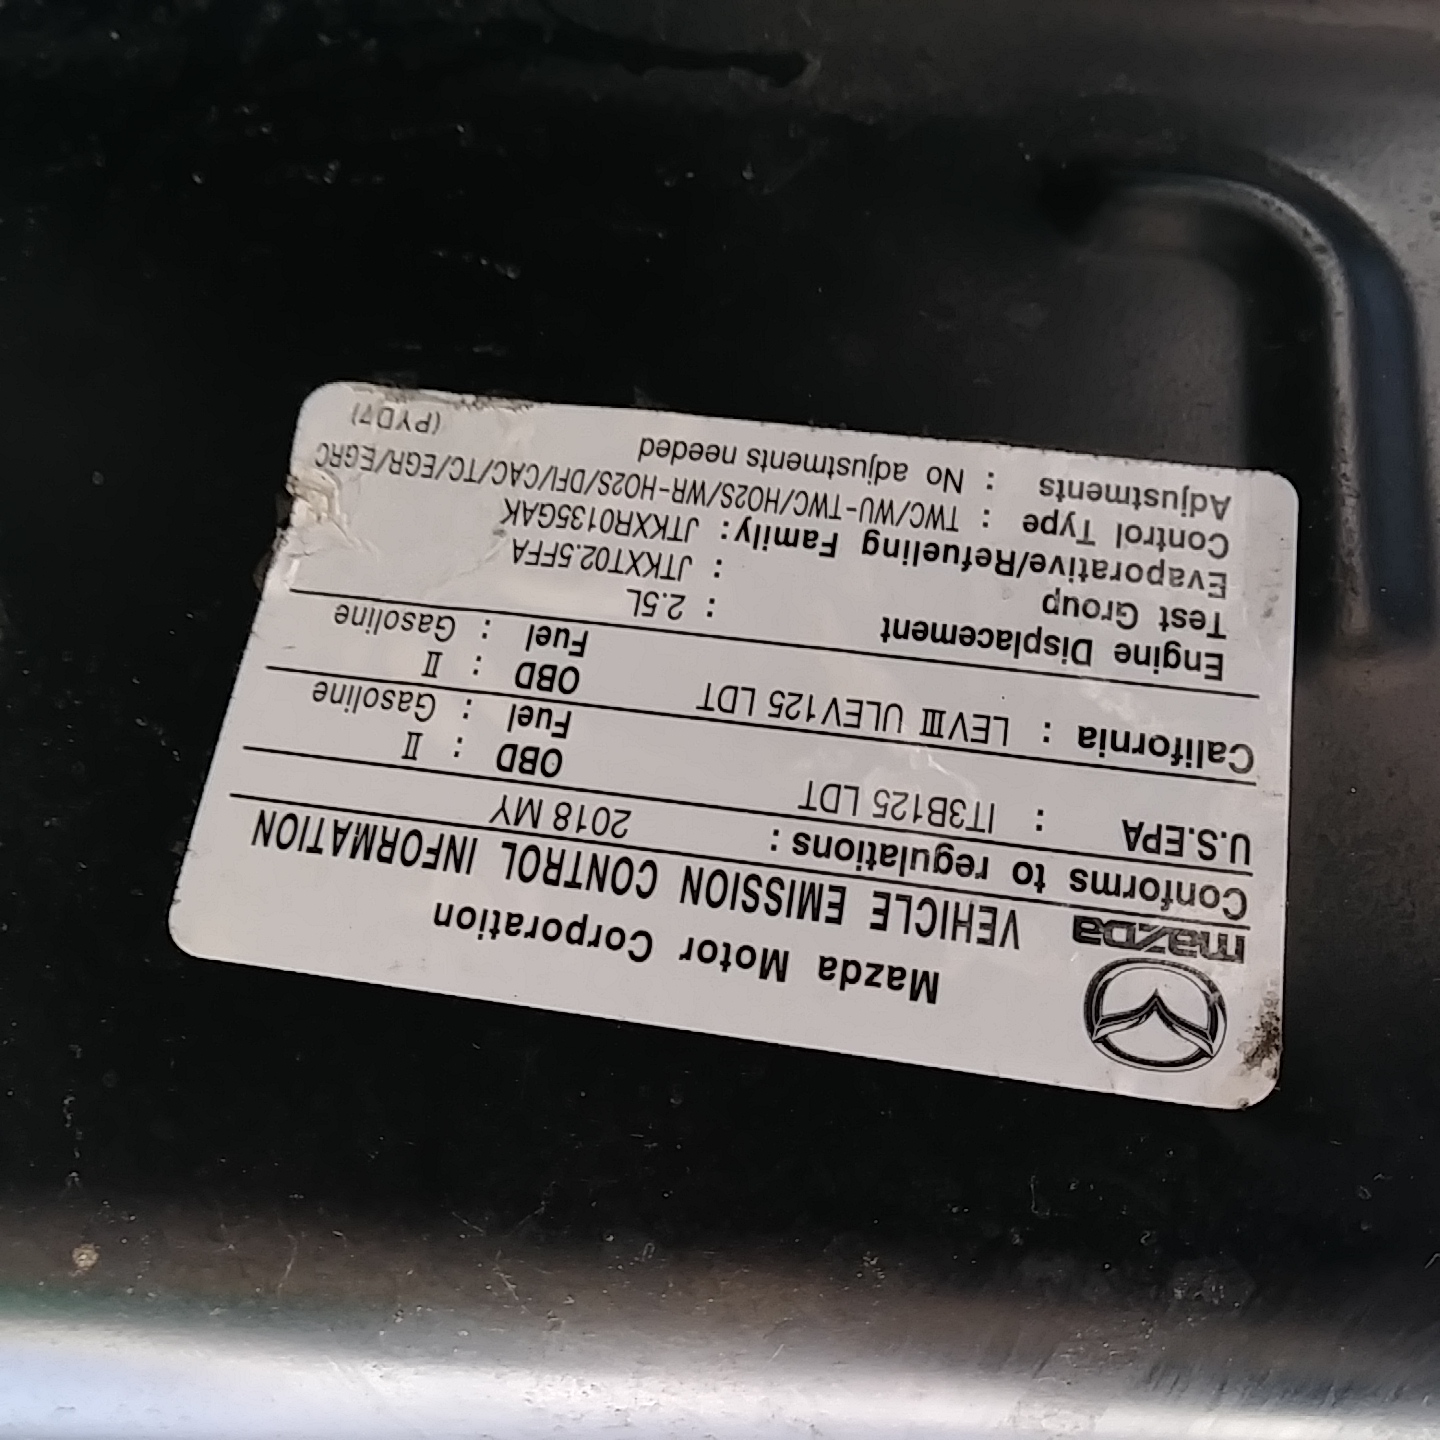 Mazda Motor Corporation
mazda VEHICLE EMISSION CONTROL INFORMATION
Conforms to regulations : 2018 MY
U.S.EPA : IT3B125 LDT OBD : II
Fuel : Gasoline
California : LEVIII ULEV125 LDT OBD : II
Fuel : Gasoline
Engine Displacement : 2.5L
Test Group : JTKXT02.5FFA
Evaporative/Refueling Family : JTKXR0135GAK
Control Type : TWC/WU-TWC/HO2S/WR-HO2S/DFI/CAC/TC/EGR/EGRC
Adjustments : No adjustments needed (PYD7)